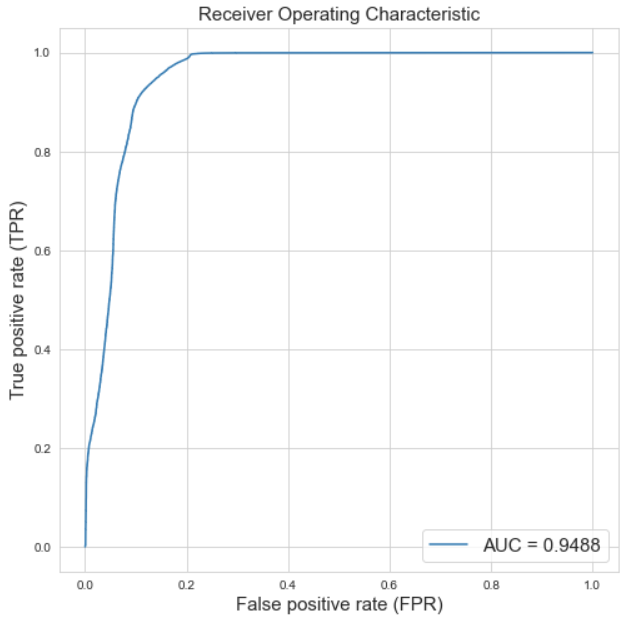 Receiver Operating Characteristic
True positive rate (TPR)
1.0
0.8
0.6
0.4
0.2
0.0
AUC = 0.9488
0.0 0.2 0.4 0.6 0.8 1.0
False positive rate (FPR)